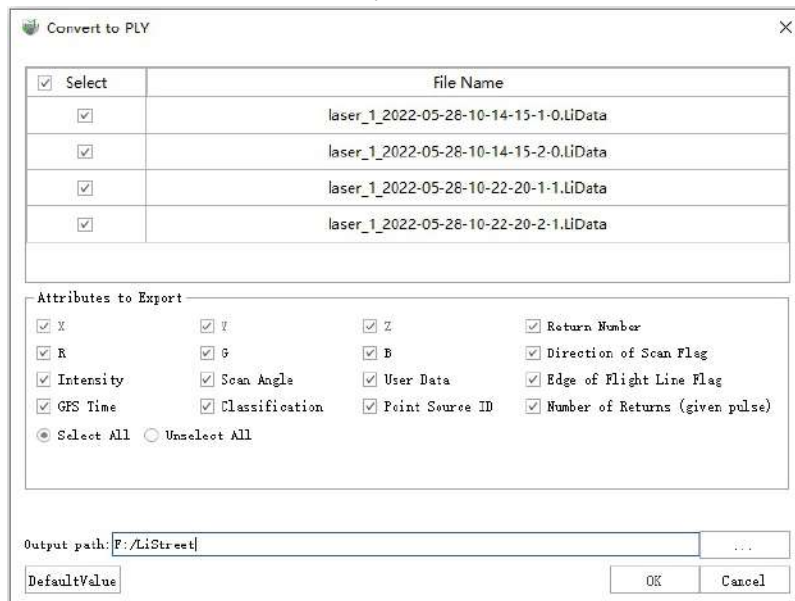 Convert to PLY
Select File Name
laser_1_2022-05-28-10-14-15-1-0.LiData
laser_1_2022-05-28-10-14-15-2-0.LiData
laser_1_2022-05-28-10-22-20-1-1.LiData
laser_1_2022-05-28-10-22-20-2-1.LiData
Attributes to Export
X Y Z Return Number
R G B Direction of Scan Flag
Intensity Scan Angle User Data Edge of Flight Line Flag
GPS Time Classification Point Source ID Number of Returns (given pulse)
Select All Unselect All
Output path: F:/LiStreet ...
DefaultValue OK Cancel